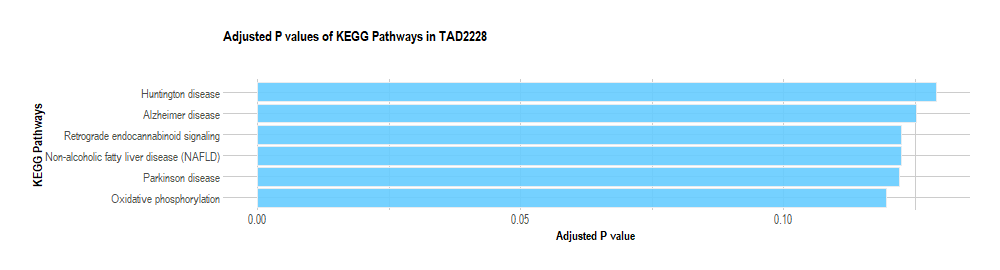 Adjusted P values of KEGG Pathways in TAD2228
KEGG Pathways
Huntington disease
Alzheimer disease
Retrograde endocannabinoid signaling
Non-alcoholic fatty liver disease (NAFLD)
Parkinson disease
Oxidative phosphorylation
0.00 0.05 0.10
Adjusted P value